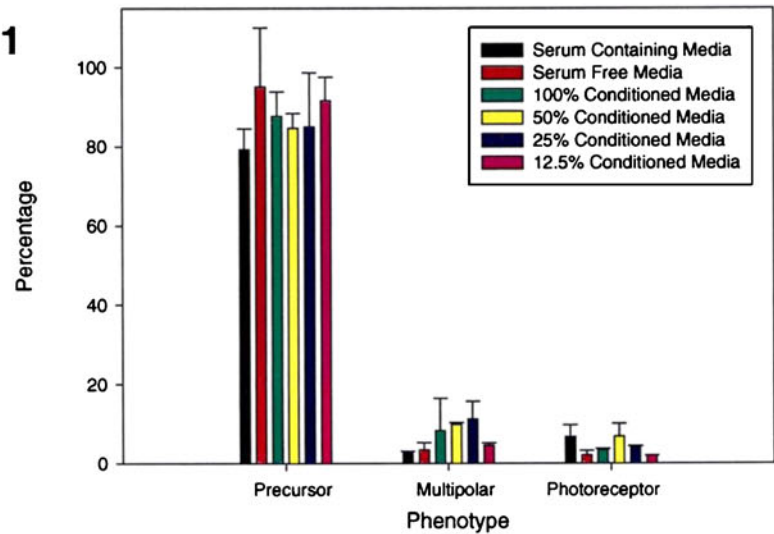 1
Serum Containing Media
Serum Free Media
100% Conditioned Media
50% Conditioned Media
25% Conditioned Media
12.5% Conditioned Media
Percentage
100
80
60
40
20
0
Precursor Multipolar Photoreceptor
Phenotype